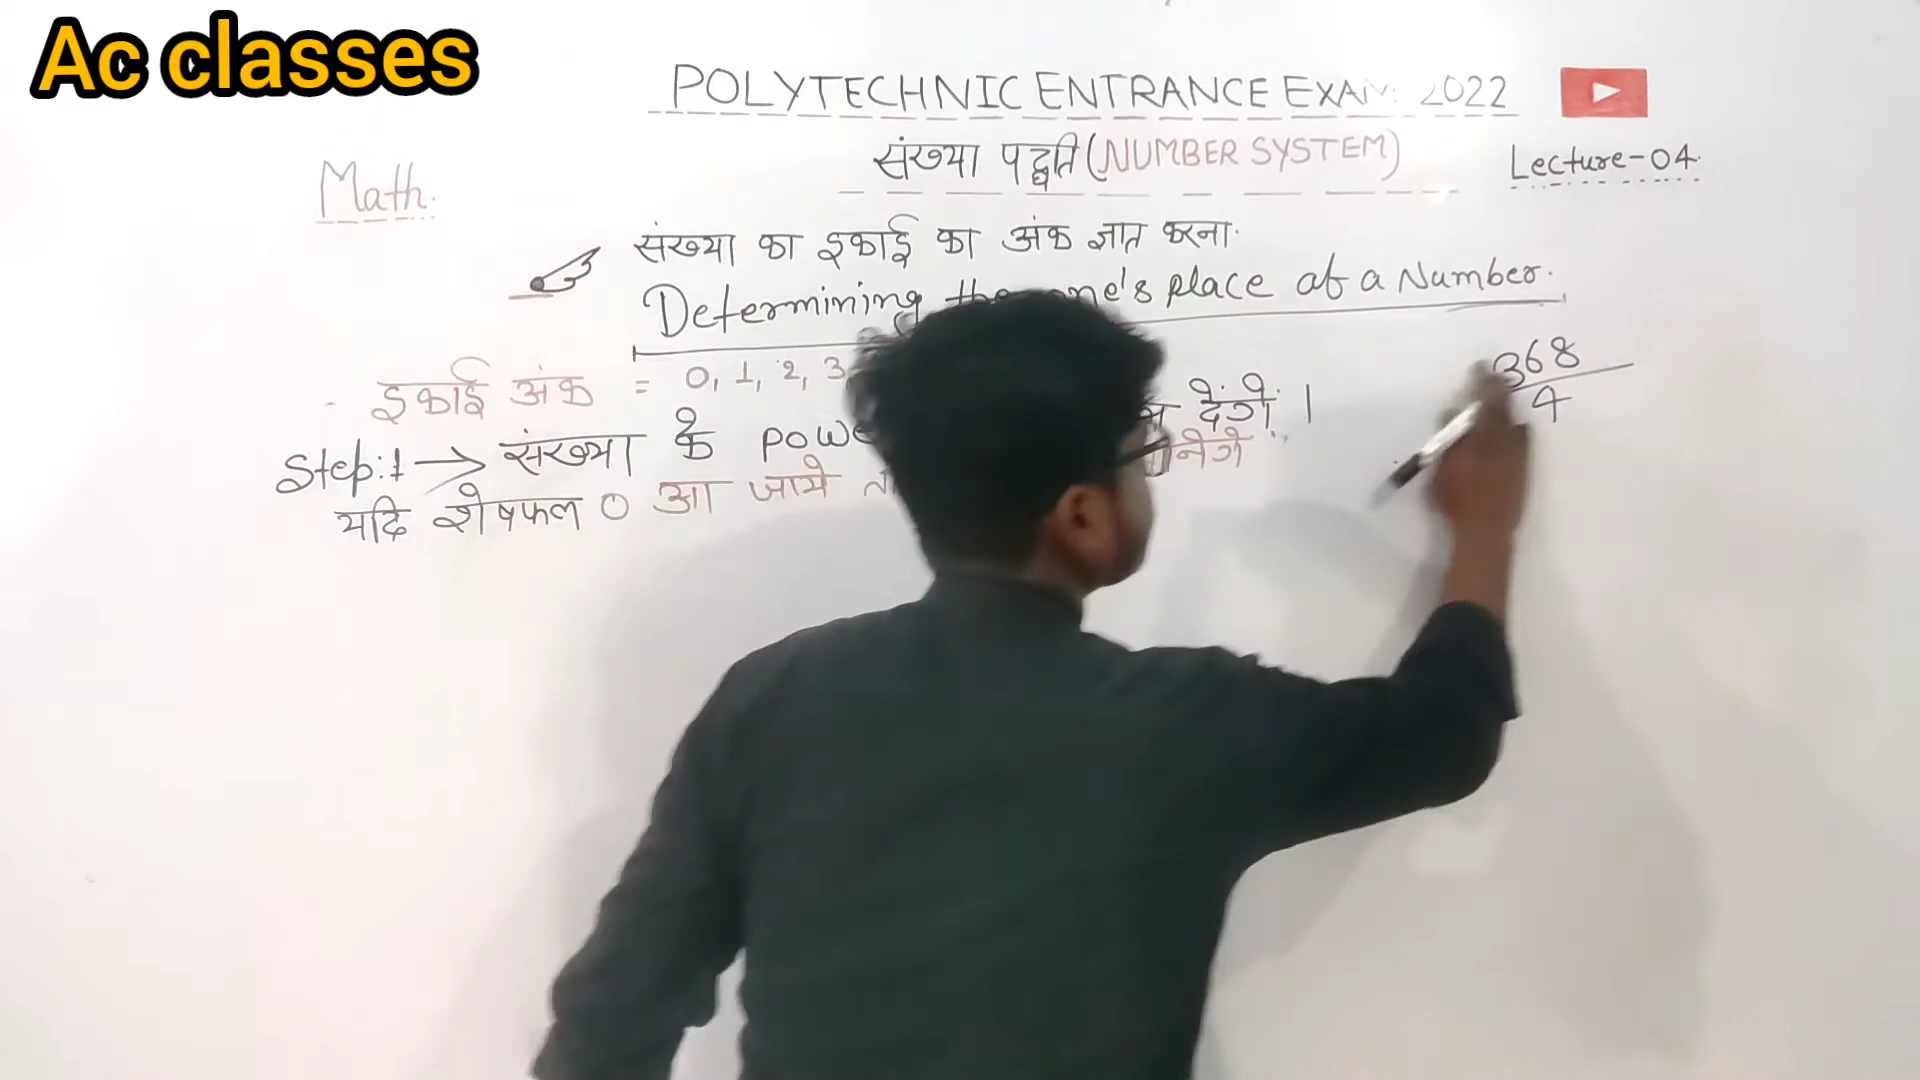 Ac classes
POLYTECHNIC ENTRANCE EXAM: 2022
संख्या पद्धति (NUMBER SYSTEM)
Lecture-04
Math.
संख्या का इकाई का अंक ज्ञात करना.
Determining the one's place of a Number.
इकाई अंक = 0, 1, 2, 3,
368
4
Step:1 → संख्या के powe देंगे।
यदि शेषफल 0 आ जाये